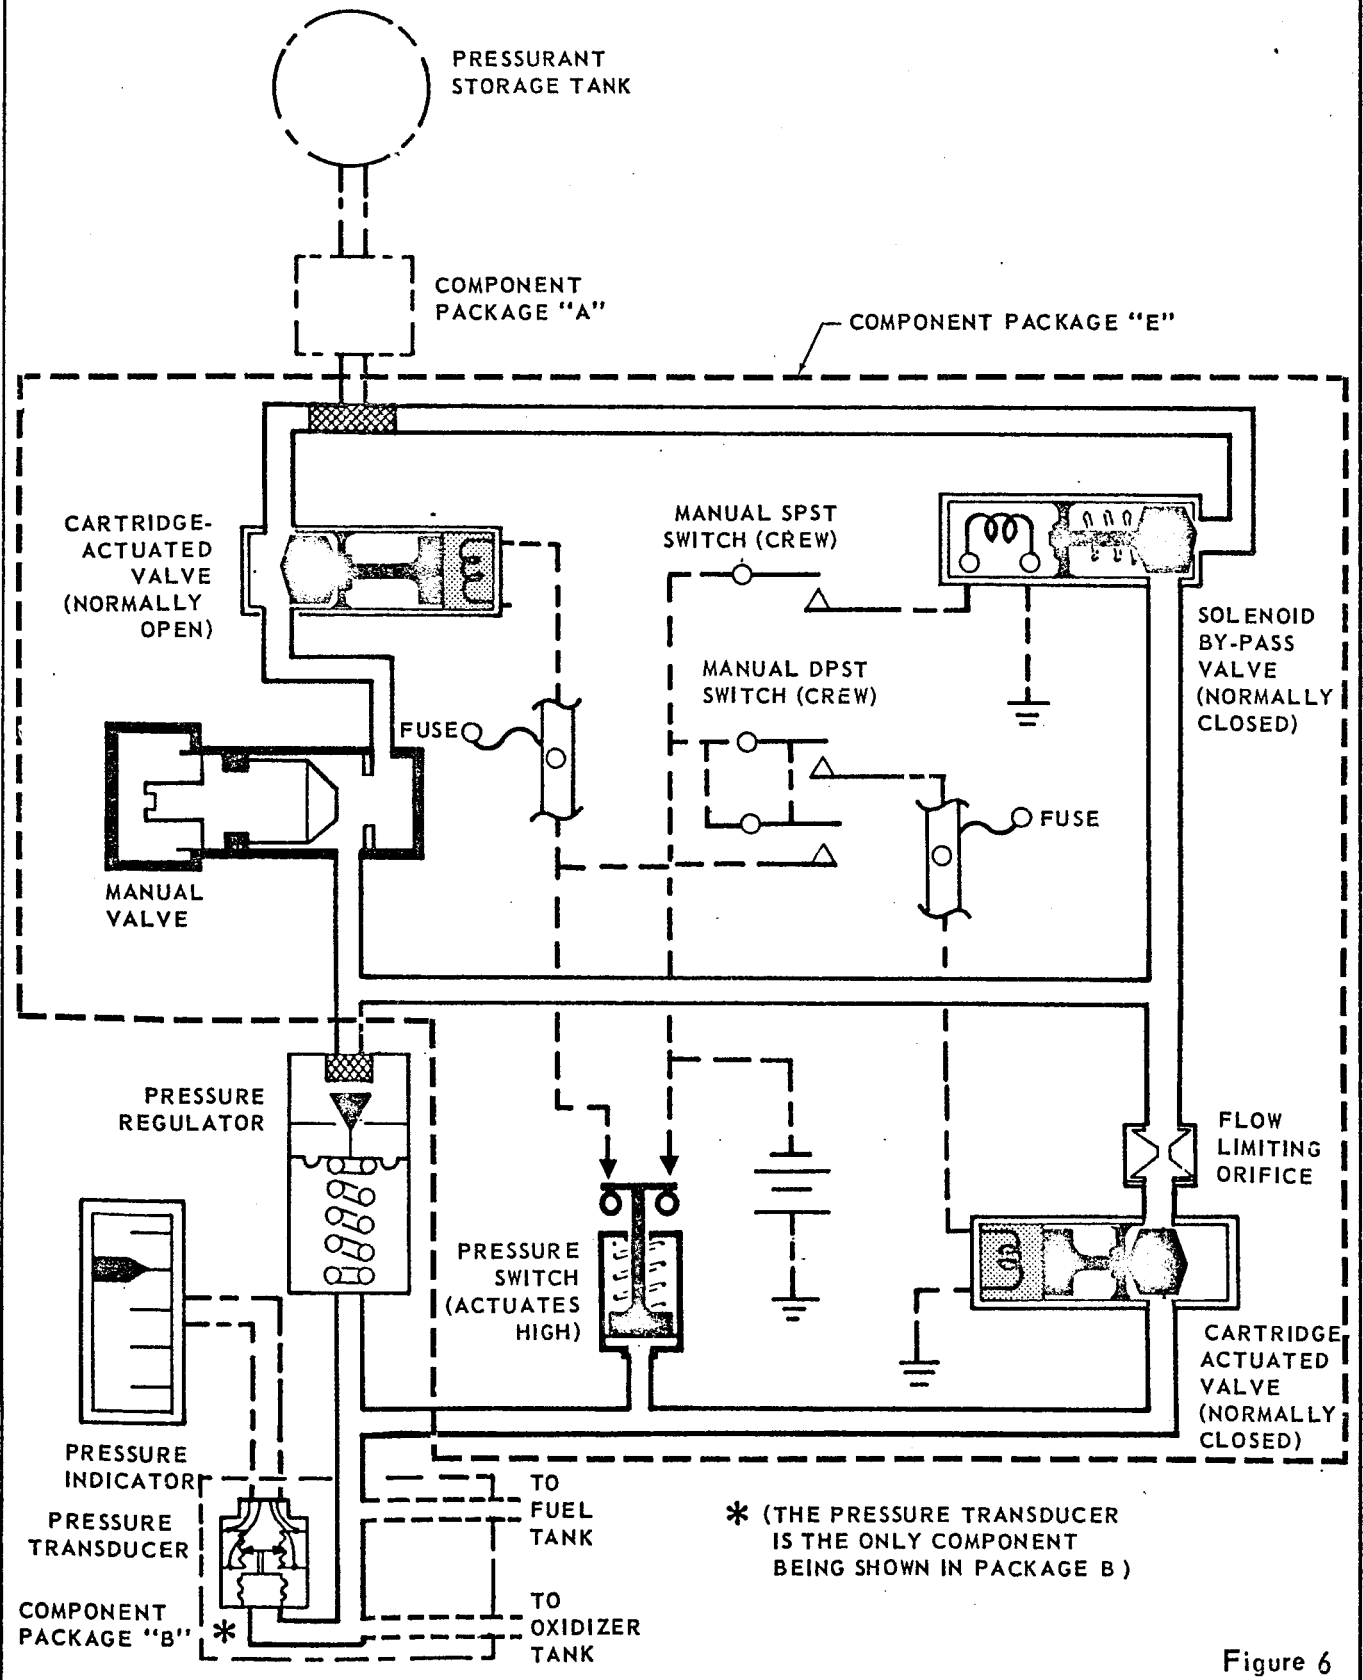 PRESSURANT
STORAGE TANK
COMPONENT
PACKAGE "A"
COMPONENT PACKAGE "E"
CARTRIDGE-
ACTUATED
VALVE
(NORMALLY
OPEN)
MANUAL SPST
SWITCH (CREW)
SOLENOID
BY-PASS
VALVE
(NORMALLY
CLOSED)
MANUAL DPST
SWITCH (CREW)
FUSE
FUSE
MANUAL
VALVE
PRESSURE
REGULATOR
FLOW
LIMITING
ORIFICE
PRESSURE
SWITCH
(ACTUATES
HIGH)
CARTRIDGE
ACTUATED
VALVE
(NORMALLY
CLOSED)
PRESSURE
INDICATOR
PRESSURE
TRANSDUCER
TO
FUEL
TANK
* (THE PRESSURE TRANSDUCER
IS THE ONLY COMPONENT
BEING SHOWN IN PACKAGE B)
COMPONENT
PACKAGE "B" *
TO
OXIDIZER
TANK
Figure 6